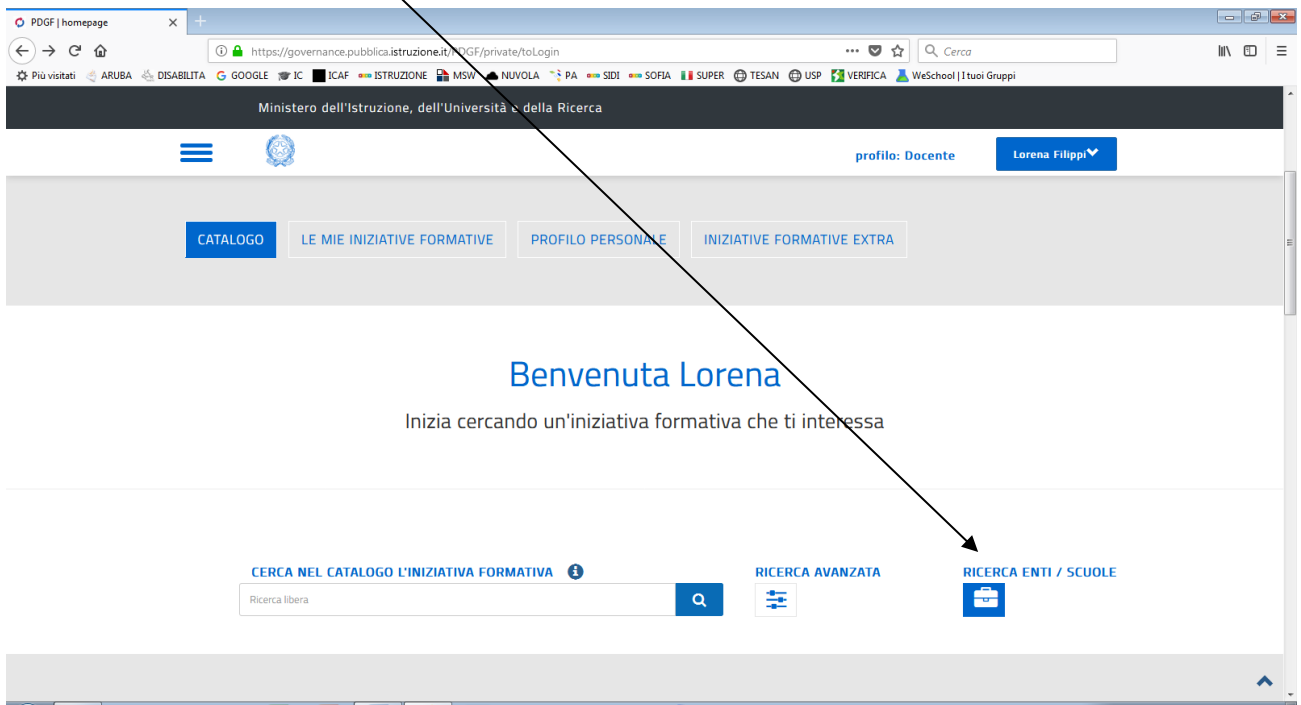 PDGF | homepage
https://governance.pubblica.istruzione.it/PDGF/private/toLogin
Cerca
Più visitati ARUBA DISABILITA GOOGLE IC ICAF ISTRUZIONE MSW NUVOLA PA SIDI SOFIA SUPER TESAN USP VERIFICA WeSchool | I tuoi Gruppi
Ministero dell'Istruzione, dell'Università e della Ricerca
profilo: Docente Lorena Filippi
CATALOGO LE MIE INIZIATIVE FORMATIVE PROFILO PERSONALE INIZIATIVE FORMATIVE EXTRA
Benvenuta Lorena
Inizia cercando un'iniziativa formativa che ti interessa
CERCA NEL CATALOGO L'INIZIATIVA FORMATIVA RICERCA AVANZATA RICERCA ENTI / SCUOLE
Ricerca libera